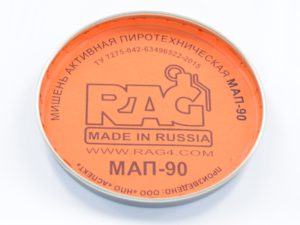 МИШЕНЬ АКТИВНАЯ ПИРОТЕХНИЧЕСКАЯ МАП-90
ТУ 7275-042-63496522-2015
RAG
MADE IN RUSSIA
WWW.RAG4.COM
МАП-90
ПРОИЗВЕДЕНО: ООО «НПО «АСПЕКТ»